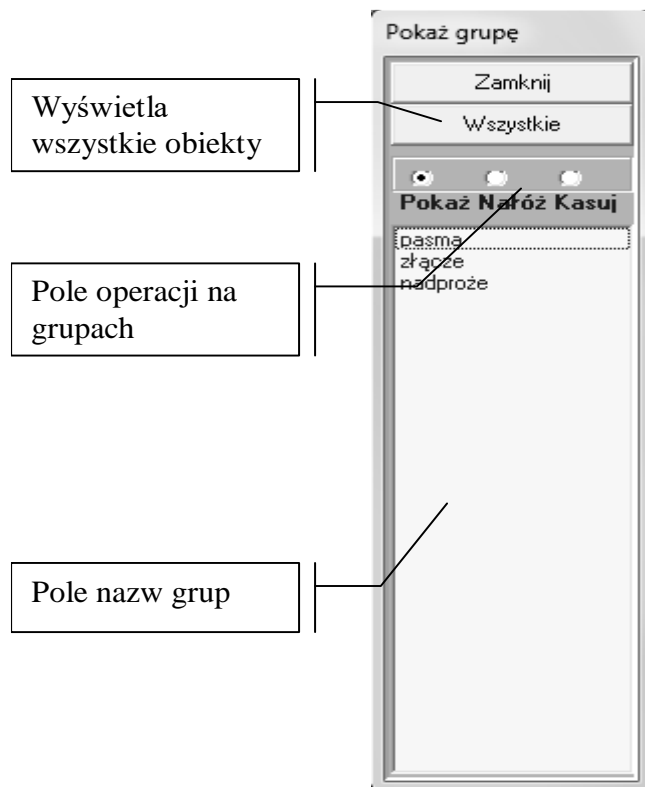 Pokaż grupę
Zamknij
Wszystkie
Wyświetla
wszystkie obiekty
Pokaż Nałóż Kasuj
pasma
złącze
nadproże
Pole operacji na
grupach
Pole nazw grup